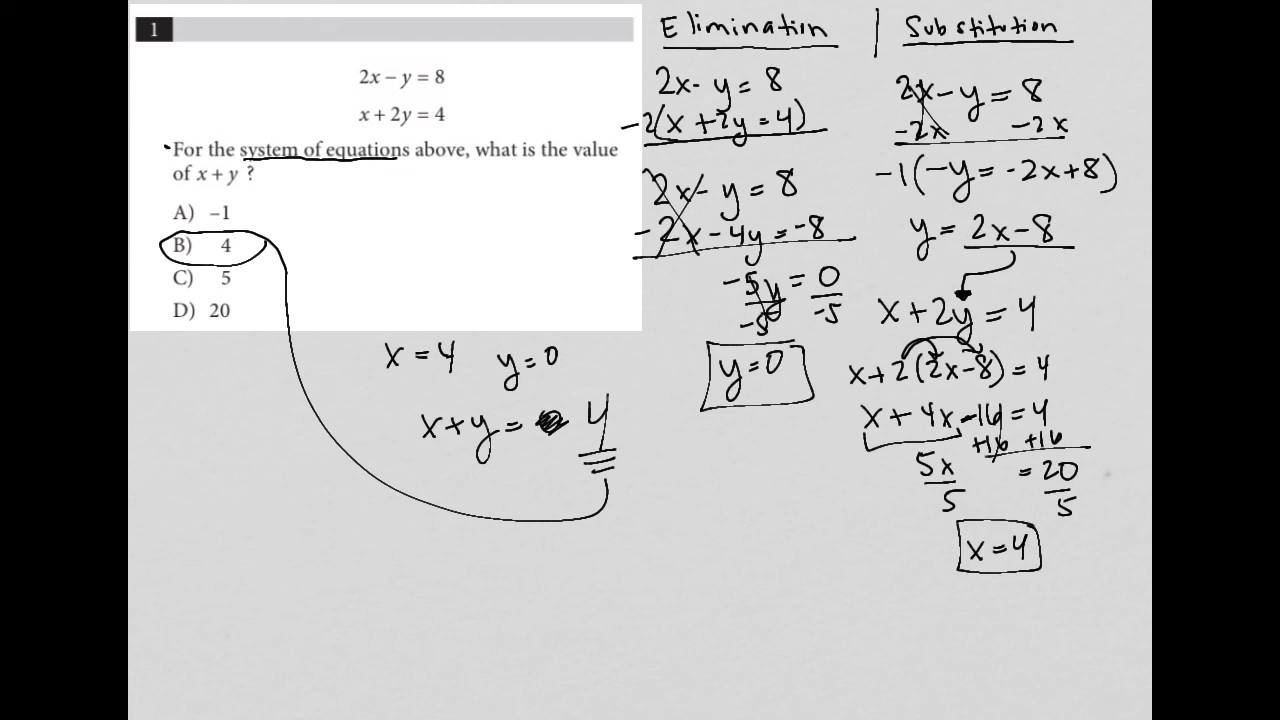 1
2x − y = 8
x + 2y = 4
For the system of equations above, what is the value
of x + y ?
A) −1
B) 4
C) 5
D) 20
x = 4 y = 0
x + y = 4
Elimination
2x - y = 8
-2(x + 2y = 4)
2x - y = 8
-2x - 4y = -8
-5y = 0
-5 -5
y = 0
Substitution
2x - y = 8
-2x -2x
-1(-y = -2x + 8)
y = 2x - 8
x + 2y = 4
x + 2(2x - 8) = 4
x + 4x - 16 = 4
+16 +16
5x = 20
5 5
x = 4